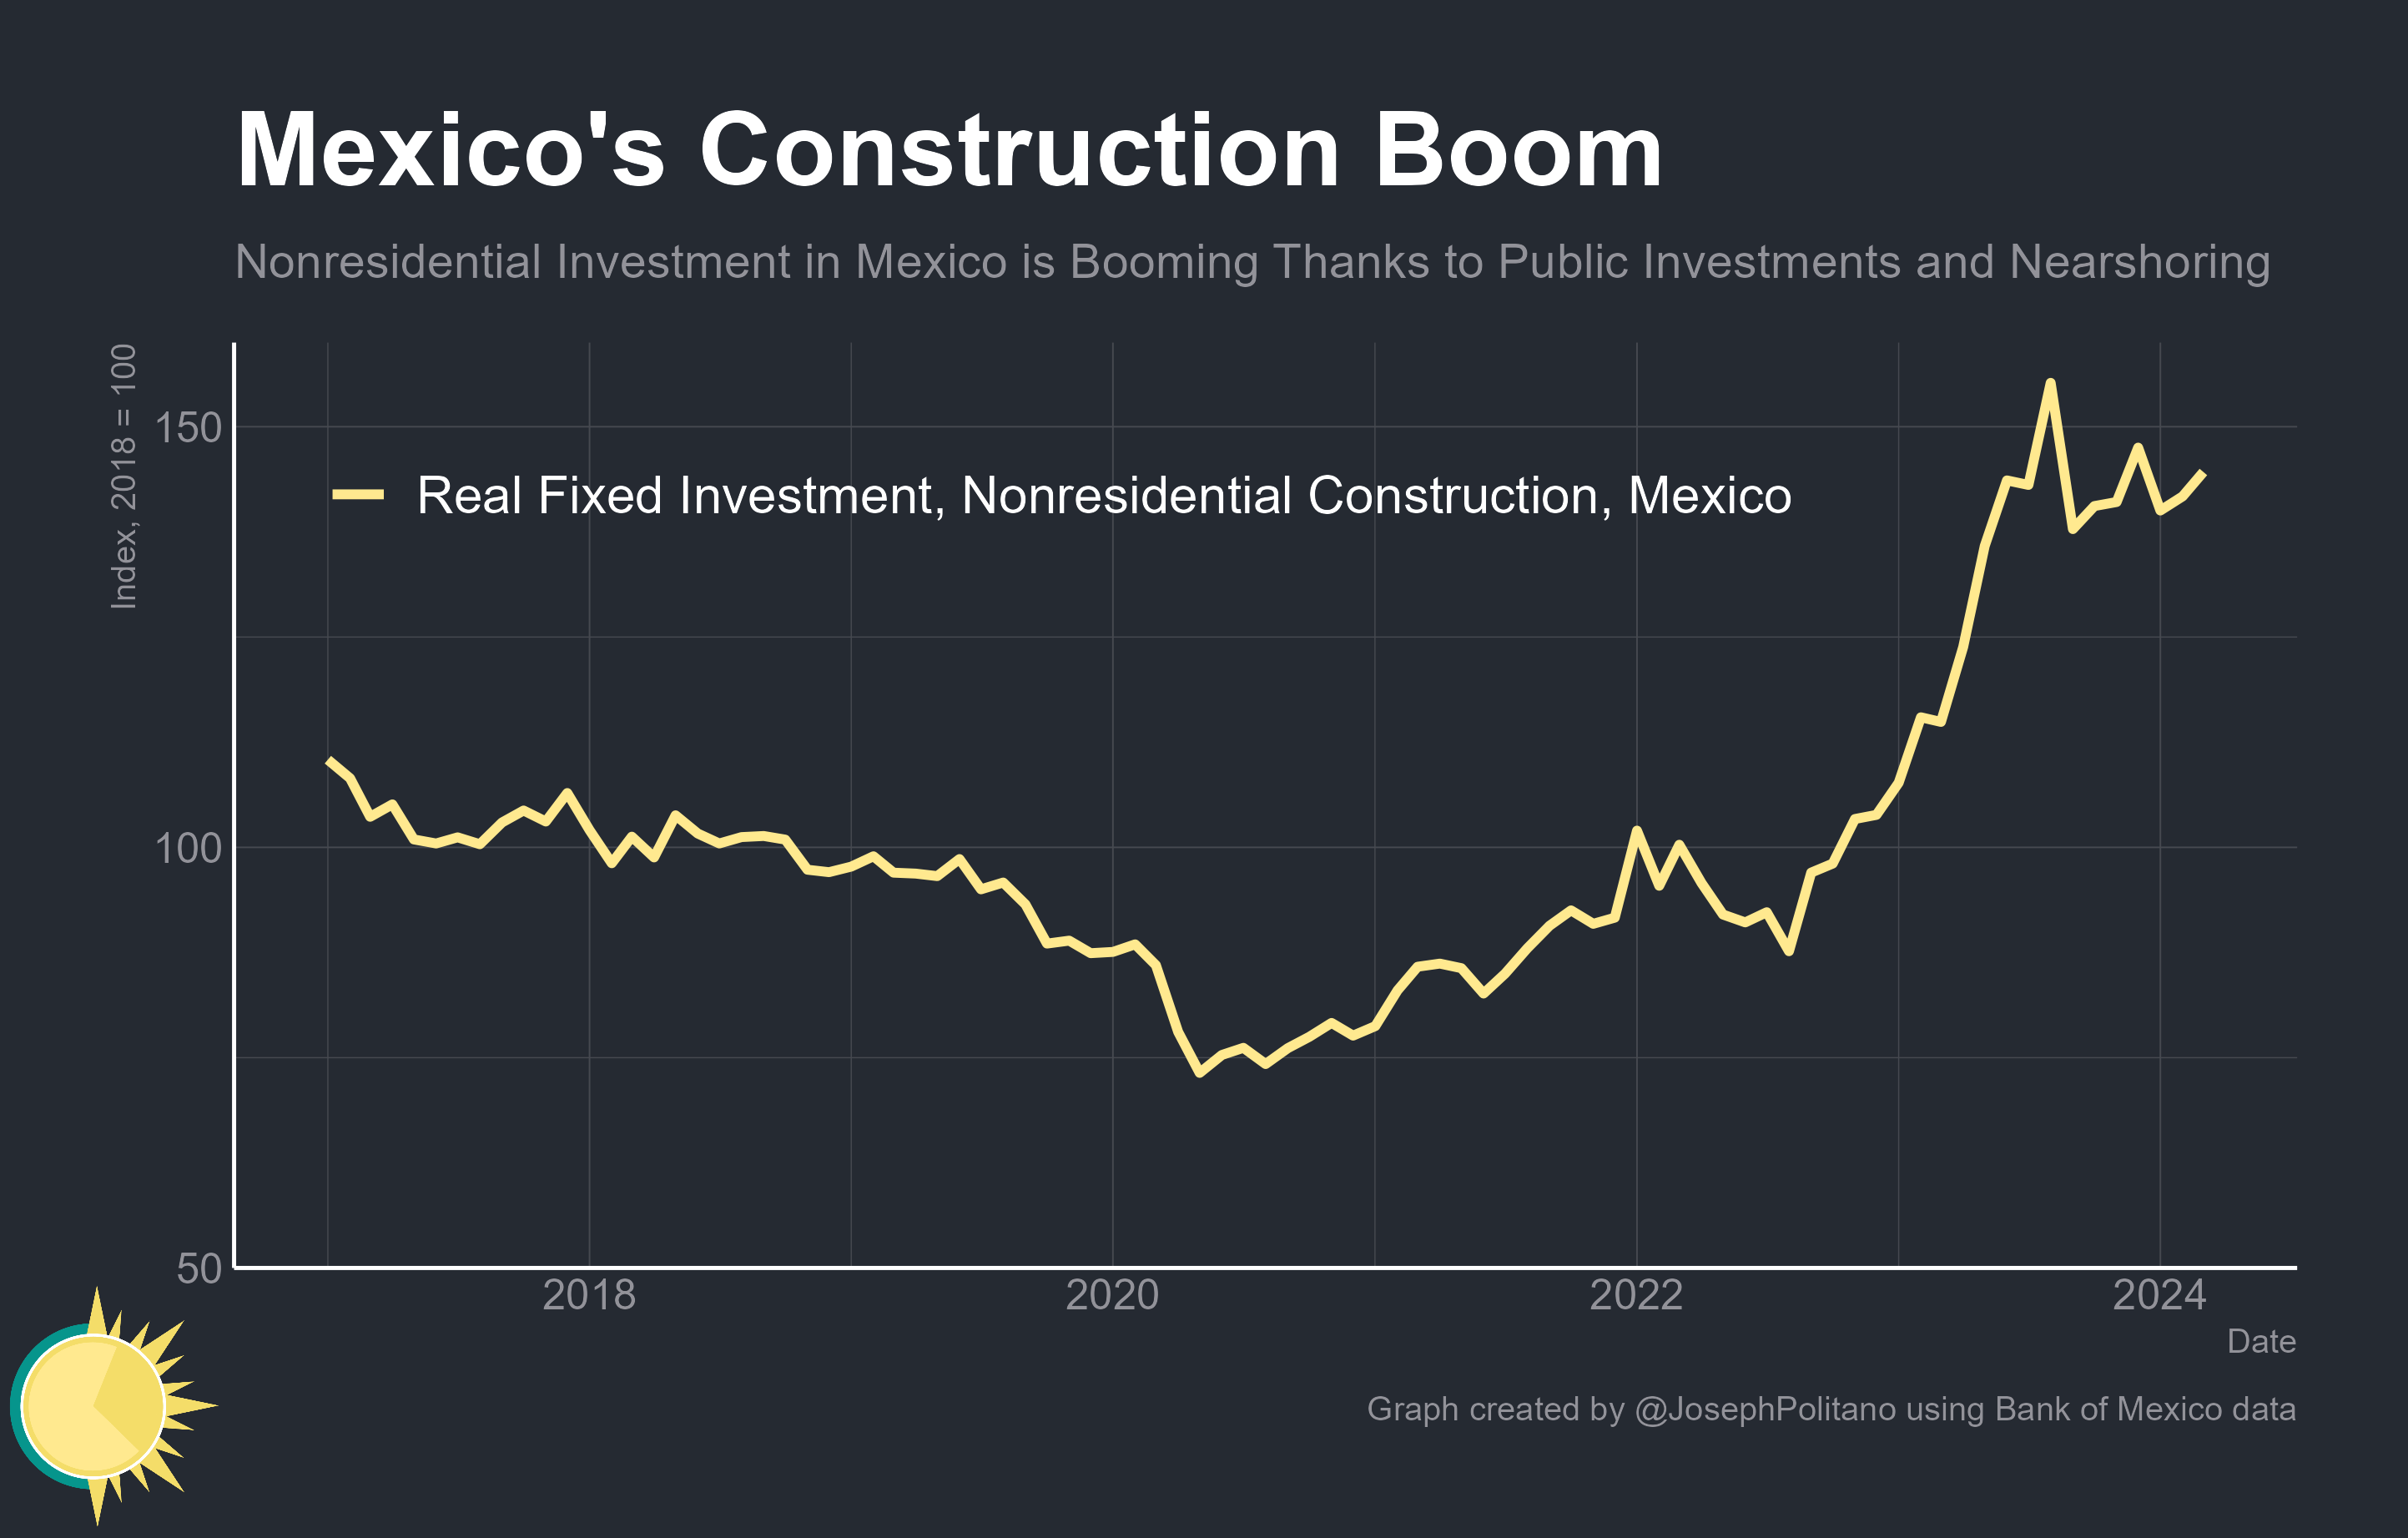 Mexico's Construction Boom
Nonresidential Investment in Mexico is Booming Thanks to Public Investments and Nearshoring
Index, 2018 = 100
150
Real Fixed Investment, Nonresidential Construction, Mexico
100
50
2018 2020 2022 2024
Date
Graph created by @JosephPolitano using Bank of Mexico data